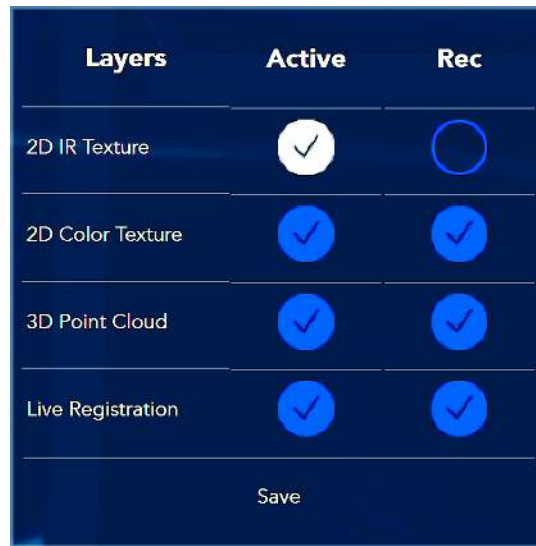 Layers Active Rec
2D IR Texture
2D Color Texture
3D Point Cloud
Live Registration
Save